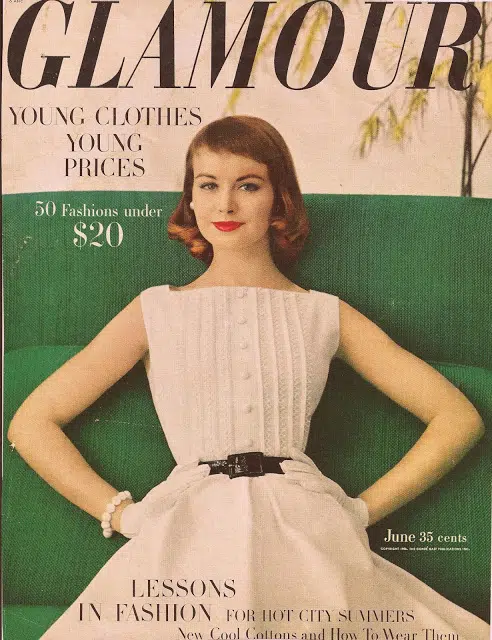 GLAMOUR
YOUNG CLOTHES
YOUNG
PRICES
50 Fashions under
$20
June 35 cents
LESSONS
IN FASHION FOR HOT CITY SUMMERS
New Cool Cottons and How To Wear Them